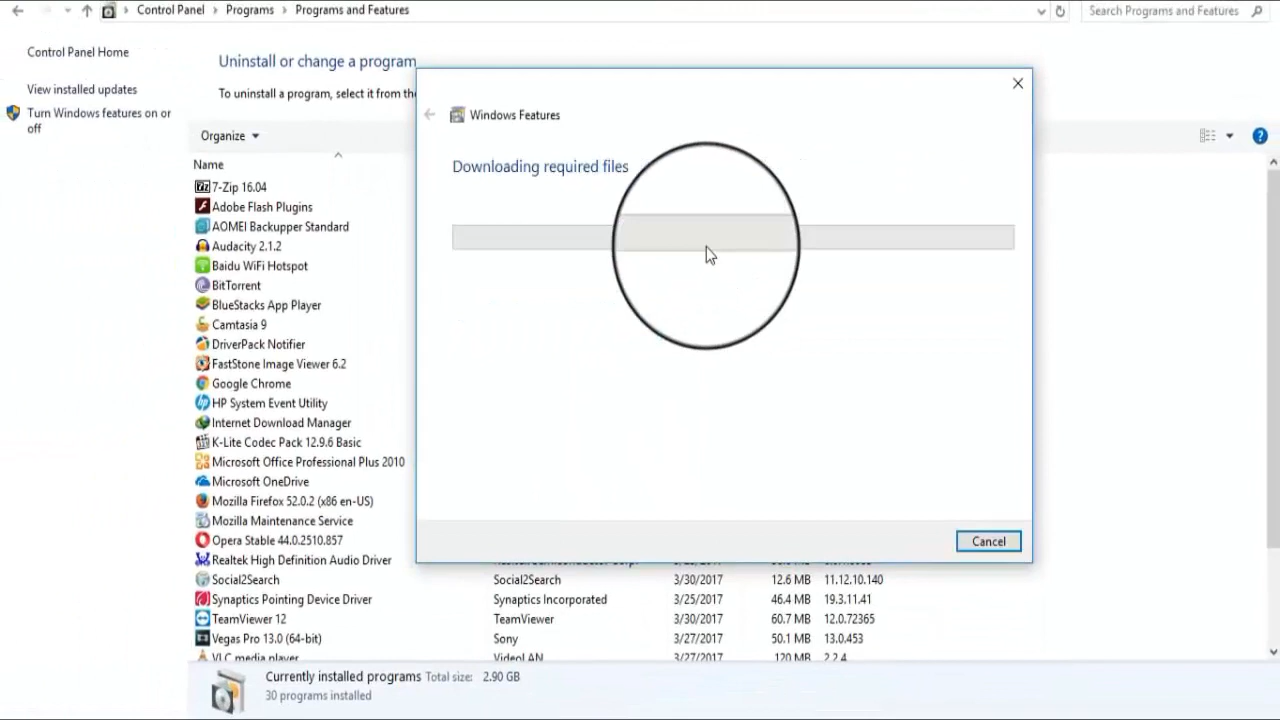 Control Panel > Programs > Programs and Features
Search Programs and Features
Control Panel Home
View installed updates
Turn Windows features on or
off
Uninstall or change a program
To uninstall a program, select it from the
Organize
Name
7-Zip 16.04
Adobe Flash Plugins
AOMEI Backupper Standard
Audacity 2.1.2
Baidu WiFi Hotspot
BitTorrent
BlueStacks App Player
Camtasia 9
DriverPack Notifier
FastStone Image Viewer 6.2
Google Chrome
HP System Event Utility
Internet Download Manager
K-Lite Codec Pack 12.9.6 Basic
Microsoft Office Professional Plus 2010
Microsoft OneDrive
Mozilla Firefox 52.0.2 (x86 en-US)
Mozilla Maintenance Service
Opera Stable 44.0.2510.857
Realtek High Definition Audio Driver
Social2Search Social2Search 3/30/2017 12.6 MB 11.12.10.140
Synaptics Pointing Device Driver Synaptics Incorporated 3/25/2017 46.4 MB 19.3.11.41
TeamViewer 12 TeamViewer 3/30/2017 60.7 MB 12.0.72365
Vegas Pro 13.0 (64-bit) Sony 3/27/2017 50.1 MB 13.0.453
VLC media player VideoLAN 3/27/2017 120 MB 2.2.4
Windows Features
Downloading required files
Cancel
Currently installed programs Total size: 2.90 GB
30 programs installed